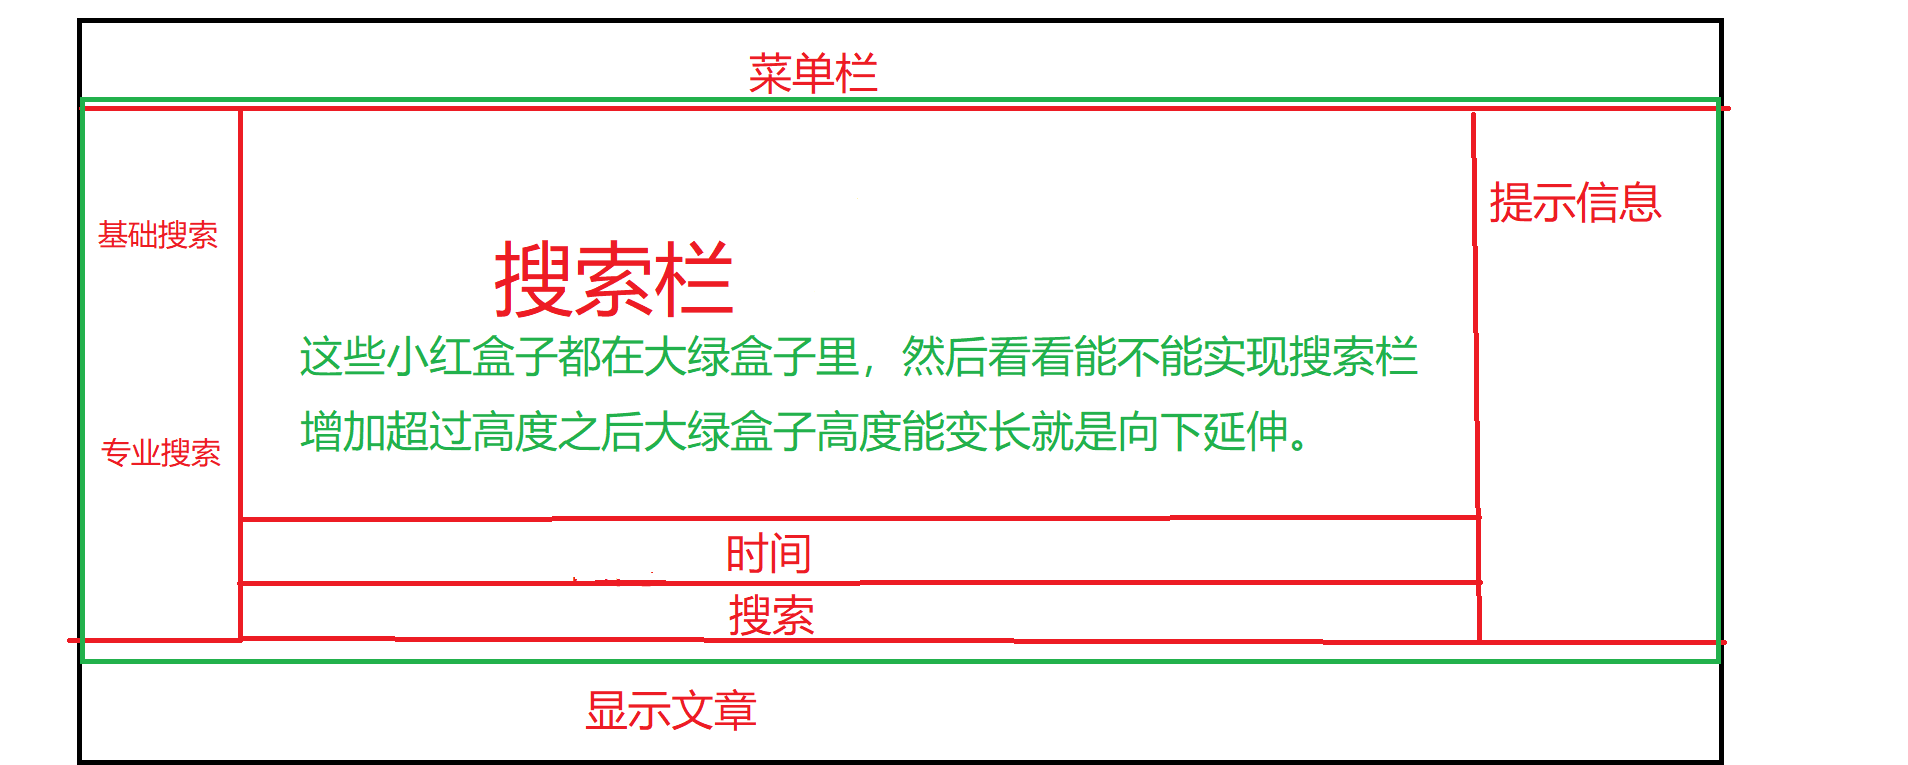 菜单栏
基础搜索
提示信息
搜索栏
这些小红盒子都在大绿盒子里，然后看看能不能实现搜索栏
增加超过高度之后大绿盒子高度能变长就是向下延伸。
专业搜索
时间
搜索
显示文章